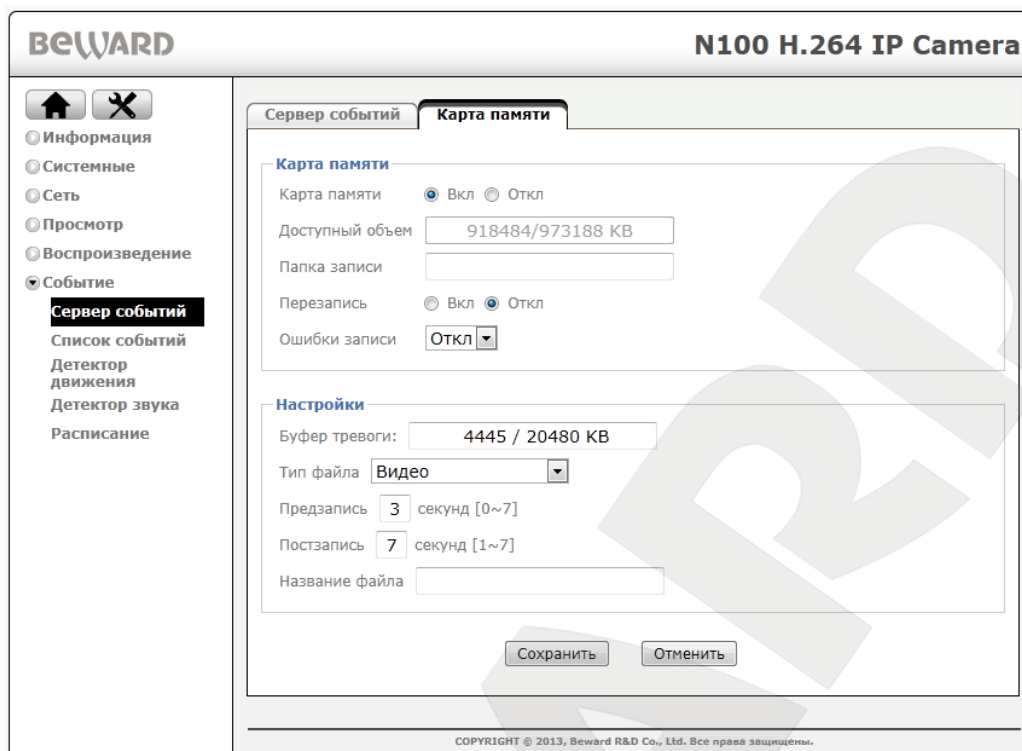 BEWARD
N100 H.264 IP Camera
Информация
Системные
Сеть
Просмотр
Воспроизведение
Событие
Сервер событий
Список событий
Детектор
движения
Детектор звука
Расписание
Сервер событий Карта памяти
Карта памяти
Карта памяти Вкл Откл
Доступный объем 918484/973188 KB
Папка записи
Перезапись Вкл Откл
Ошибки записи Откл
Настройки
Буфер тревоги: 4445 / 20480 KB
Тип файла Видео
Предзапись 3 секунд [0~7]
Постзапись 7 секунд [1~7]
Название файла
Сохранить Отменить
COPYRIGHT © 2013, Beward R&D Co., Ltd. Все права защищены.